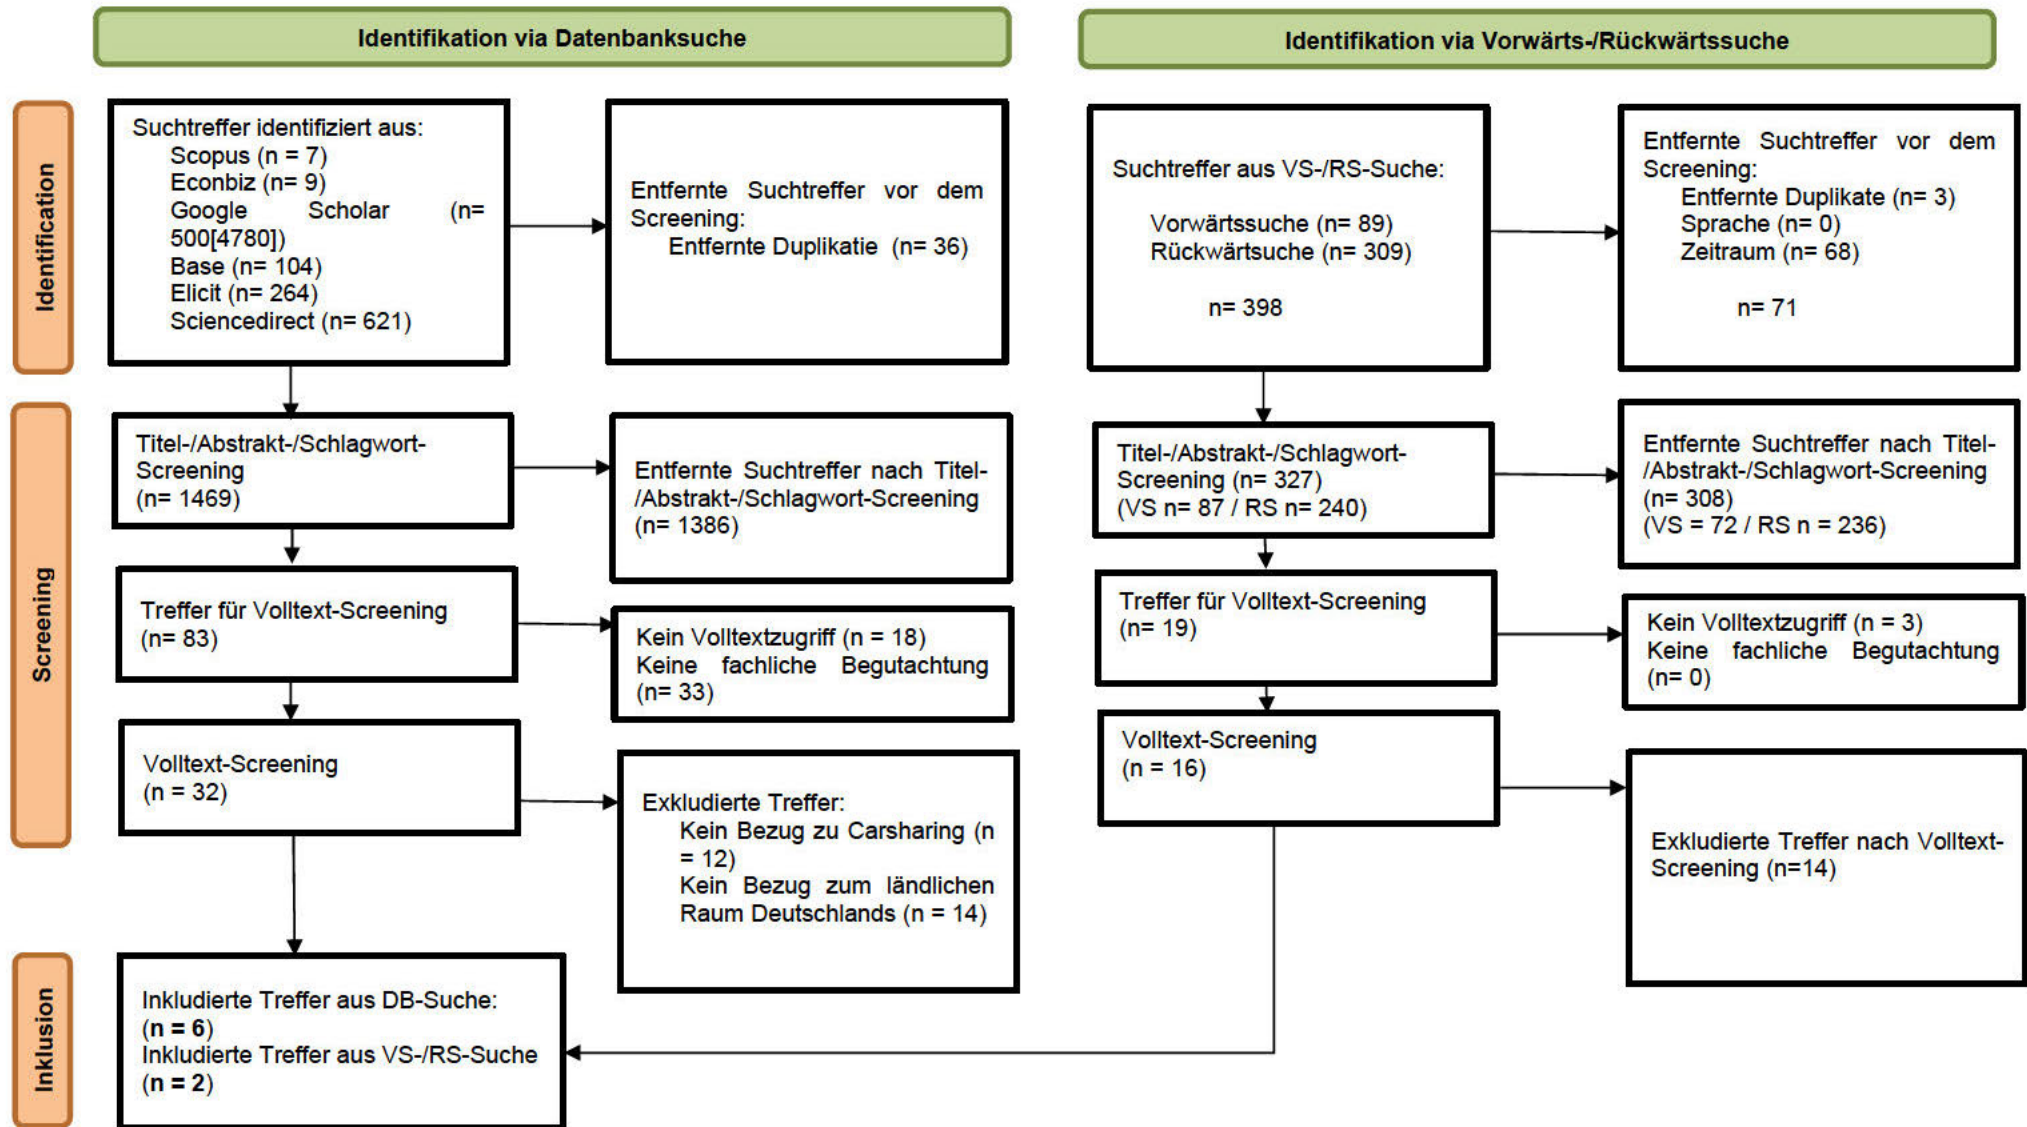 Identifikation via Datenbanksuche
Identification
Suchtreffer identifiziert aus:
Scopus (n = 7)
Econbiz (n= 9)
Google Scholar (n=
500[4780])
Base (n= 104)
Elicit (n= 264)
Sciencedirect (n= 621)
Entfernte Suchtreffer vor dem
Screening:
Entfernte Duplikatie (n= 36)
Screening
Titel-/Abstrakt-/Schlagwort-
Screening
(n= 1469)
Entfernte Suchtreffer nach Titel-
/Abstrakt-/Schlagwort-Screening
(n= 1386)
Treffer für Volltext-Screening
(n= 83)
Kein Volltextzugriff (n = 18)
Keine fachliche Begutachtung
(n= 33)
Volltext-Screening
(n = 32)
Exkludierte Treffer:
Kein Bezug zu Carsharing (n
= 12)
Kein Bezug zum ländlichen
Raum Deutschlands (n = 14)
Inklusion
Inkludierte Treffer aus DB-Suche:
(n = 6)
Inkludierte Treffer aus VS-/RS-Suche
(n = 2)
Identifikation via Vorwärts-/Rückwärtssuche
Suchtreffer aus VS-/RS-Suche:
Vorwärtssuche (n= 89)
Rückwärtsuche (n= 309)
n= 398
Entfernte Suchtreffer vor dem
Screening:
Entfernte Duplikate (n= 3)
Sprache (n= 0)
Zeitraum (n= 68)
n= 71
Titel-/Abstrakt-/Schlagwort-
Screening (n= 327)
(VS n= 87 / RS n= 240)
Entfernte Suchtreffer nach Titel-
/Abstrakt-/Schlagwort-Screening
(n= 308)
(VS = 72 / RS n = 236)
Treffer für Volltext-Screening
(n= 19)
Kein Volltextzugriff (n = 3)
Keine fachliche Begutachtung
(n= 0)
Volltext-Screening
(n = 16)
Exkludierte Treffer nach Volltext-
Screening (n=14)